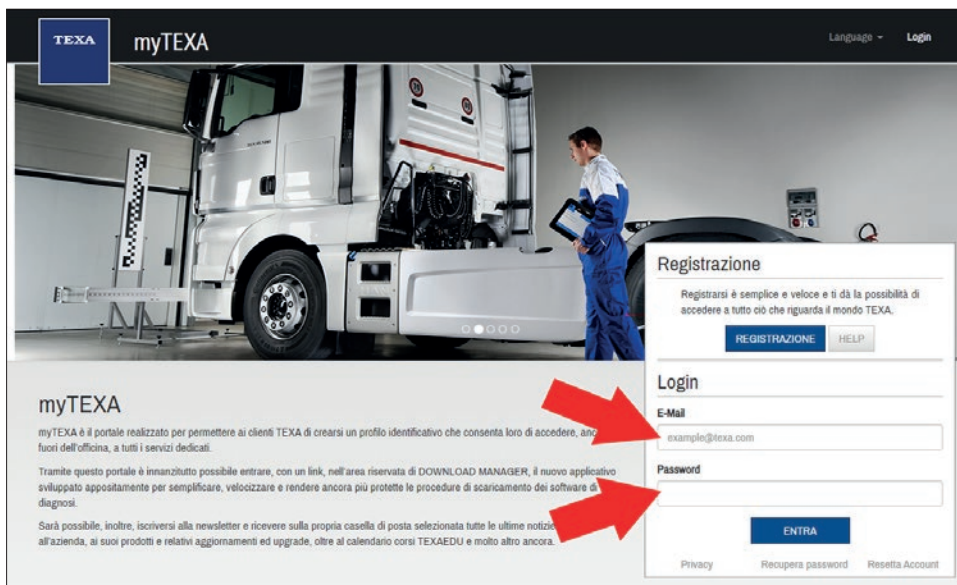 TEXA
myTEXA
Language
Login
Registrazione
Registrarsi è semplice e veloce e ti dà la possibilità di
accedere a tutto ciò che riguarda il mondo TEXA.
REGISTRAZIONE
HELP
Login
E-Mail
example@texa.com
Password
ENTRA
Privacy
Recupera password
Resetta Account
myTEXA
myTEXA è il portale realizzato per permettere ai clienti TEXA di crearsi un profilo identificativo che consenta loro di accedere,
fuori dell'officina, a tutti i servizi dedicati.
Tramite questo portale è innanzitutto possibile entrare, con un link, nell'area riservata di DOWNLOAD MANAGER, il nuovo applicativo
sviluppato appositamente per semplificare, velocizzare e rendere ancora più protette le procedure di scaricamento dei software di
diagnosi.
Sarà possibile, inoltre, iscriversi alla newsletter e ricevere sulla propria casella di posta selezionata tutte le ultime notizie
all'azienda, ai suoi prodotti e relativi aggiornamenti ed upgrade, oltre al calendario corsi TEXAEDU e molto altro ancora.